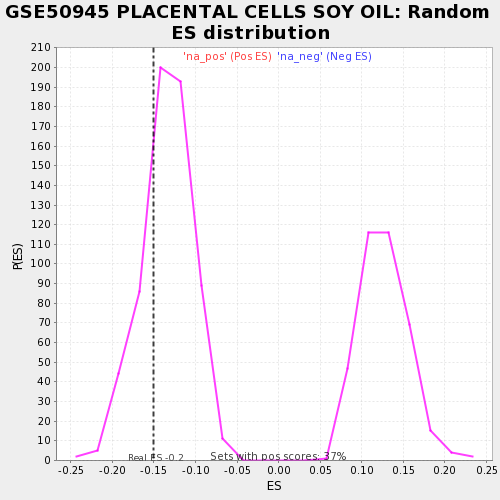 GSE50945 PLACENTAL CELLS SOY OIL: Random
ES distribution
'na_pos' (Pos ES) 'na_neg' (Neg ES)
210
200
190
180
170
160
150
140
130
120
110
100
90
80
70
60
50
40
30
20
10
0
P(ES)
Real ES -0.2
Sets with pos scores: 37%
-0.25 -0.20 -0.15 -0.10 -0.05 0.00 0.05 0.10 0.15 0.20 0.25
ES